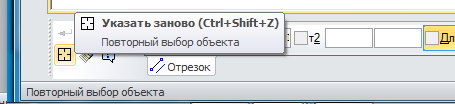 Указать заново (Ctrl+Shift+Z)
Повторный выбор объекта
т2
Отрезок
Повторный выбор объекта